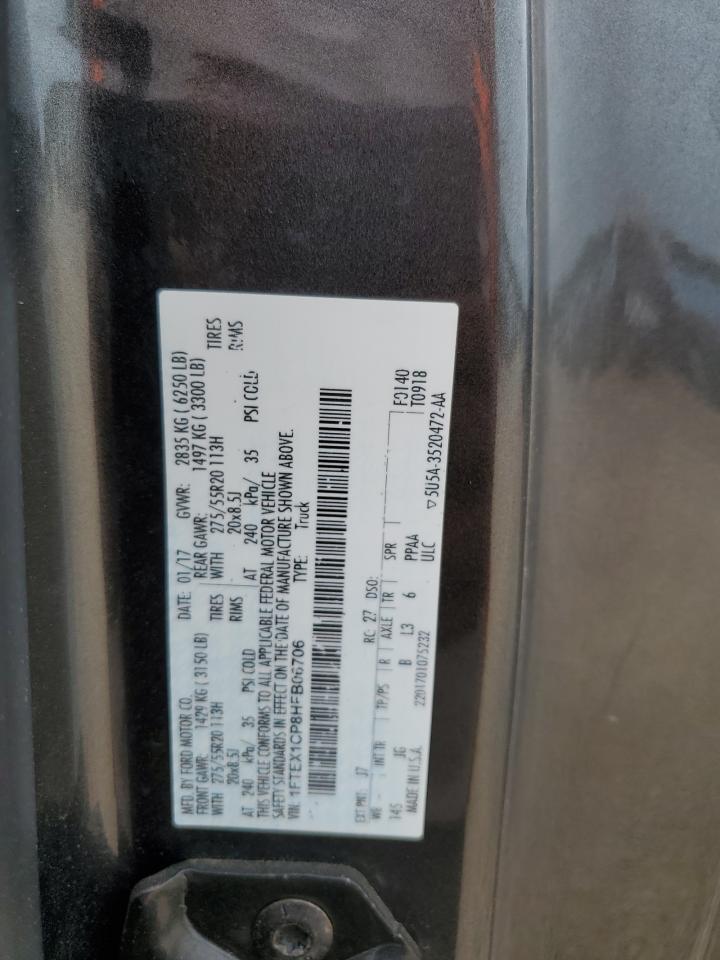 MFD. BY FORD MOTOR CO. DATE: 01/17 GVWR: 2835 KG ( 6250 LB)
FRONT GAWR: 1429 KG ( 3150 LB) REAR GAWR: 1497 KG ( 3300 LB)
WITH 275/55R20 113H TIRES WITH 275/55R20 113H TIRES
20x8.5J RIMS 20x8.5J RIMS
AT 240 kPa/ 35 PSI COLD AT 240 kPa/ 35 PSI COLD
THIS VEHICLE CONFORMS TO ALL APPLICABLE FEDERAL MOTOR VEHICLE
SAFETY STANDARDS IN EFFECT ON THE DATE OF MANUFACTURE SHOWN ABOVE.
VIN: 1FTEX1CP8HFB06706 TYPE: Truck
EXT PNT: J7 RC: 27 DSO: F0140
WB INT TR TP/PS R AXLE TR SPR T0918
145 JG B L3 6 PPAA
MADE IN U.S.A. 2201701075232 ULC ▽5U5A-3520472-AA